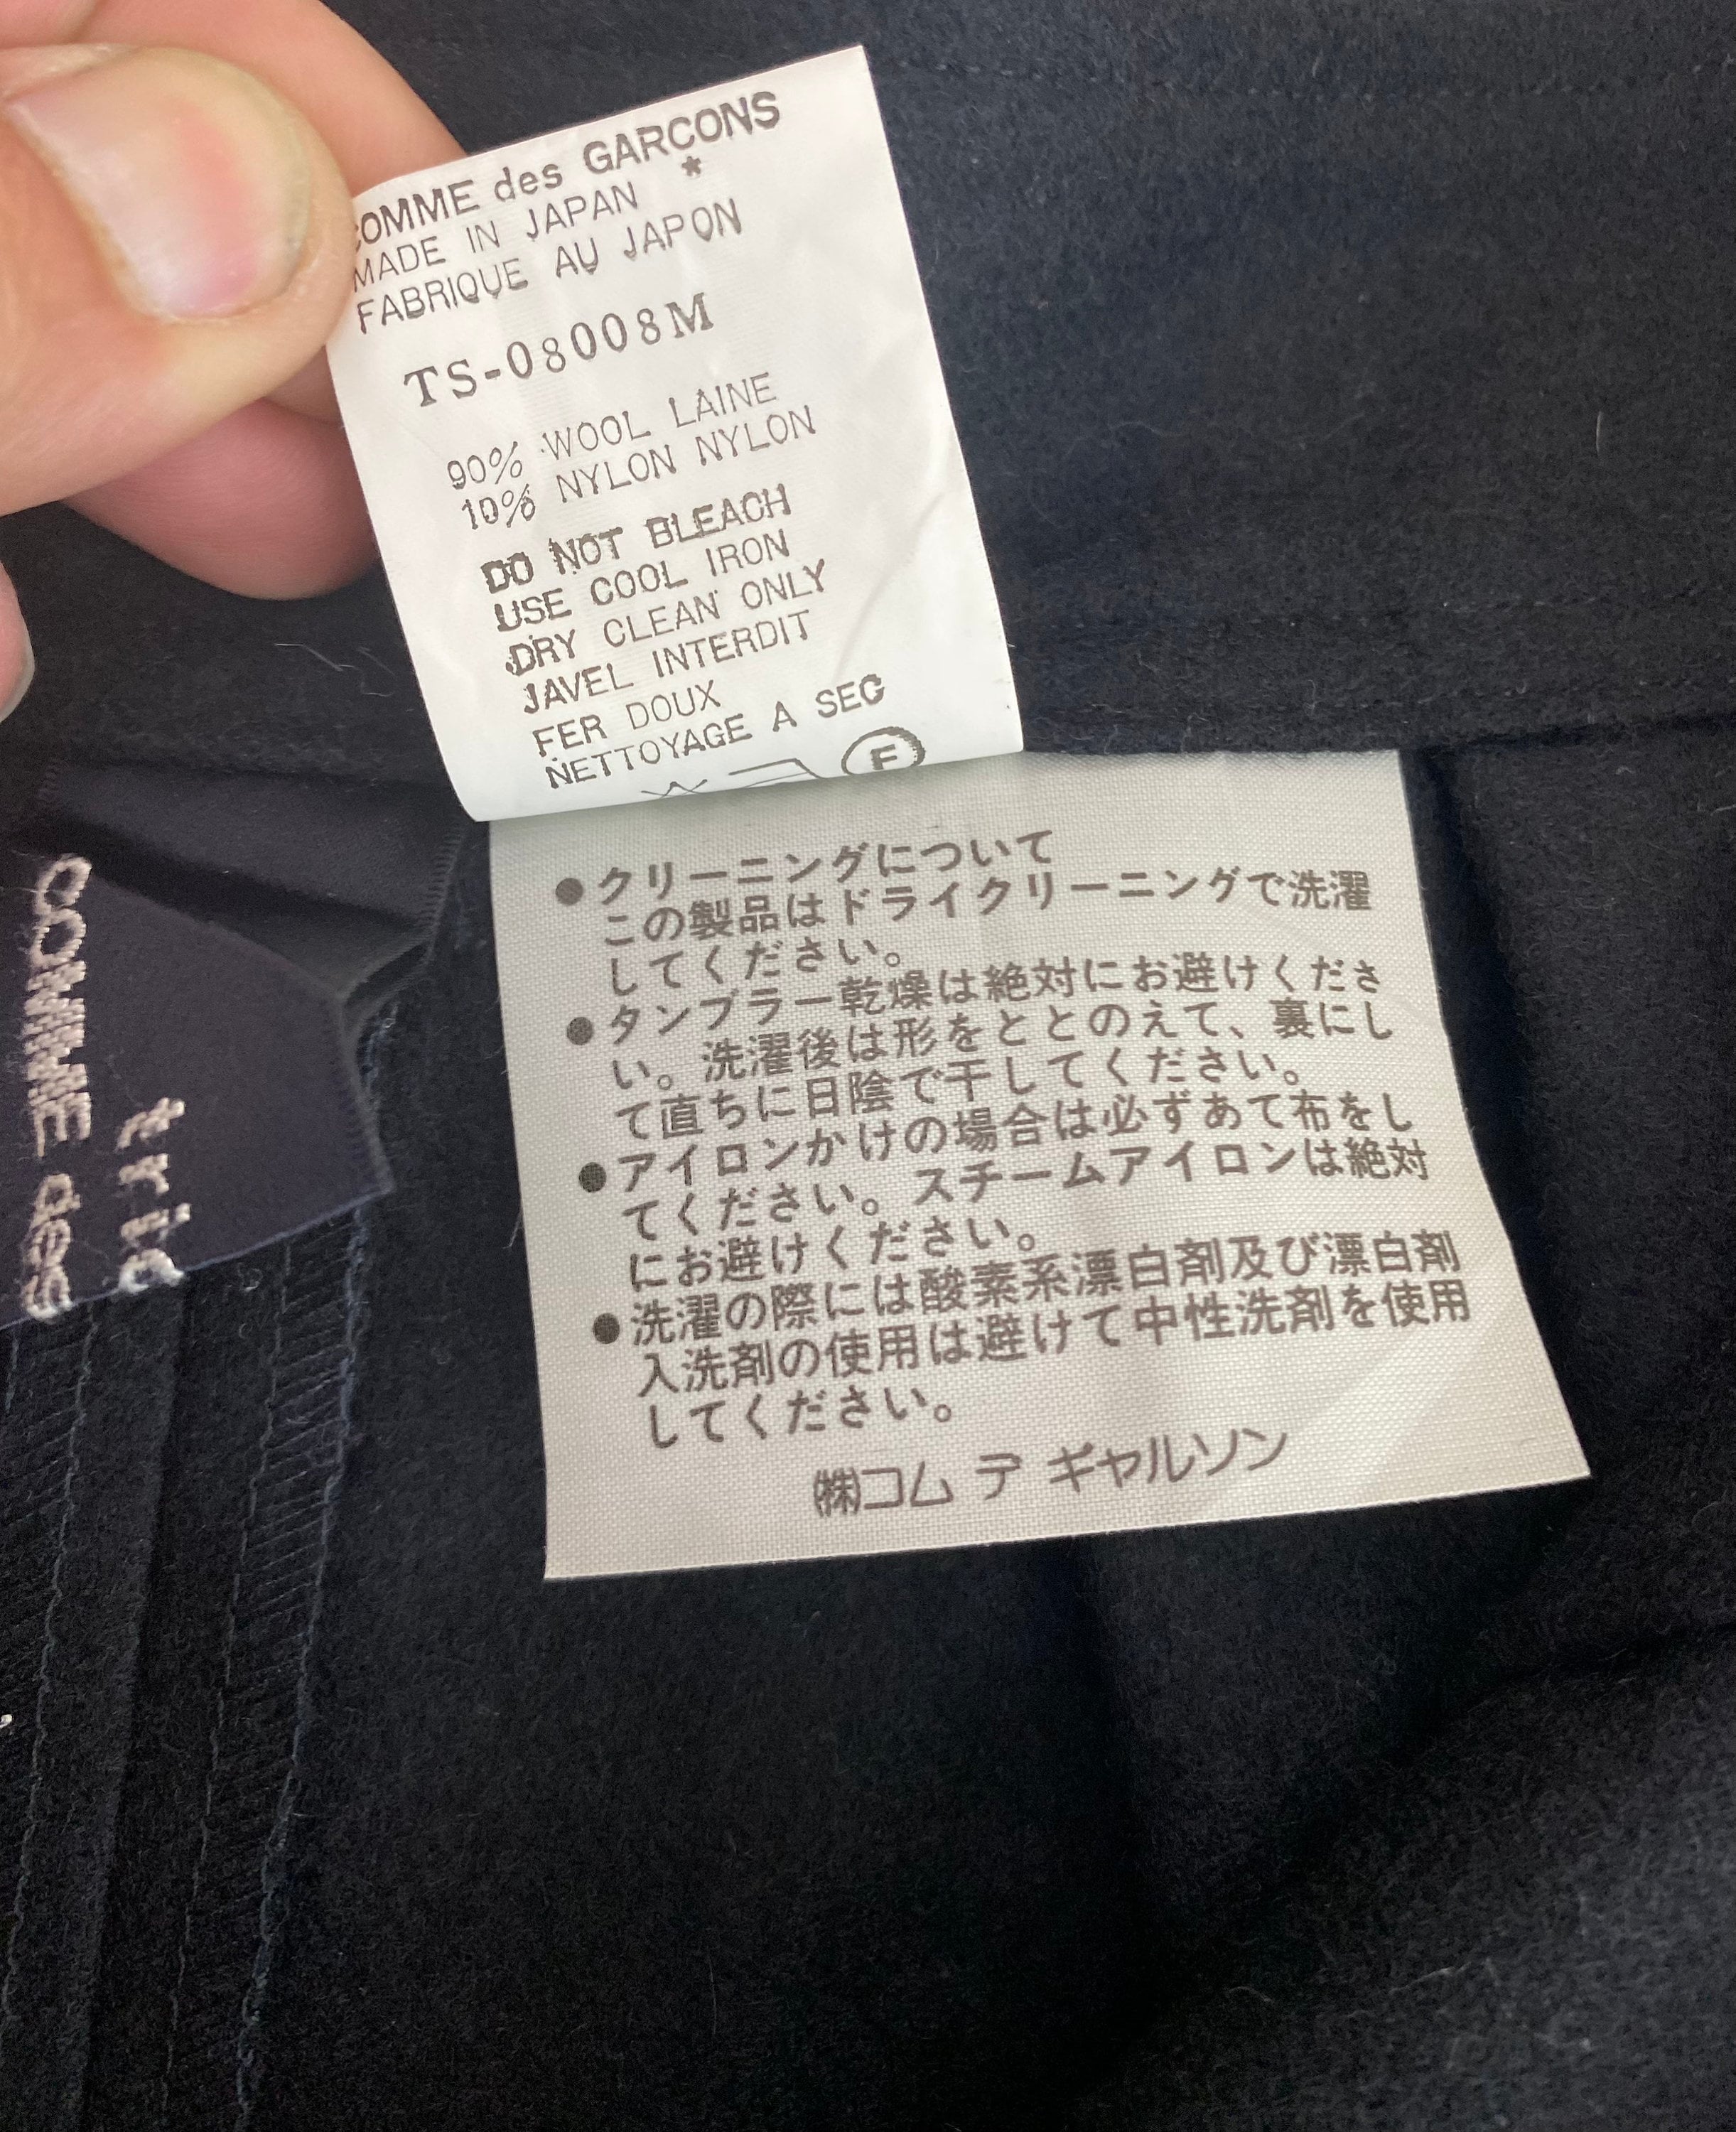 COMME des GARCONS
*
MADE IN JAPAN
FABRIQUE AU JAPON
TS-08008M
90% WOOL LAINE
10% NYLON NYLON
DO NOT BLEACH
USE COOL IRON
DRY CLEAN ONLY
JAVEL INTERDIT
FER DOUX
NETTOYAGE A SEC
F
●クリーニングについて
この製品はドライクリーニングで洗濯
してください。
●タンブラー乾燥は絶対にお避けくださ
い。洗濯後は形をととのえて、裏にし
て直ちに日陰で干してください。
●アイロンかけの場合は必ずあて布をし
てください。スチームアイロンは絶対
にお避けください。
●洗濯の際には酸素系漂白剤及び漂白剤
入洗剤の使用は避けて中性洗剤を使用
してください。
㈱コム デ ギャルソン
COMME des